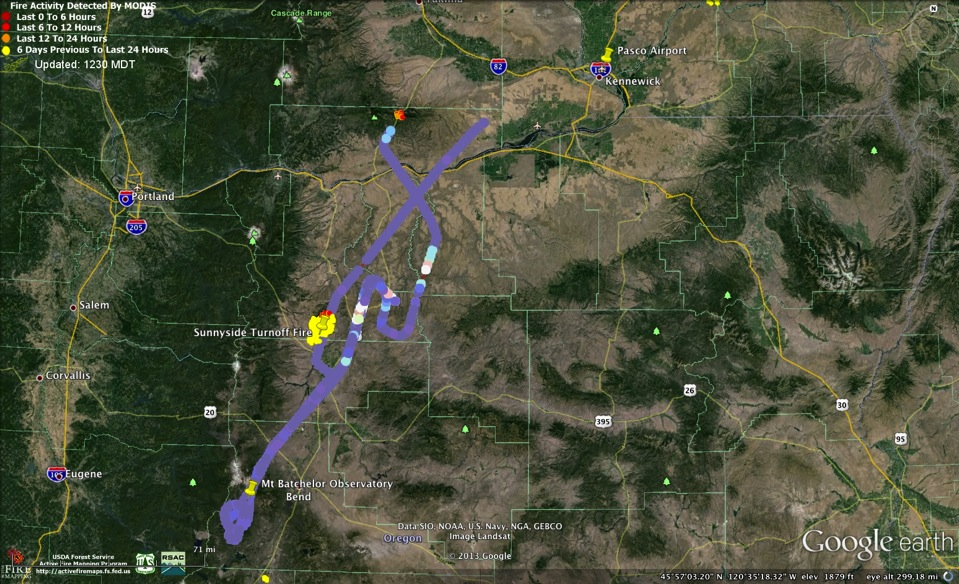 Fire Activity Detected By MODIS
Last 0 To 6 Hours
Last 6 To 12 Hours
Last 12 To 24 Hours
6 Days Previous To Last 24 Hours
Updated: 1230 MDT
12
Cascade Range
Yakima
N
Pasco Airport
82
182
Kennewick
Portland
205
Salem
Sunnyside Turnoff Fire
Corvallis
20
26
395
30
95
105
Eugene
Mt Batchelor Observatory
Bend
71 mi
Data SIO, NOAA, U.S. Navy, NGA, GEBCO
Image Landsat
Oregon
© 2013 Google
Google earth
FIRE
MAPPING
USDA Forest Service
Active Fire Mapping Program
http://activefiremaps.fs.fed.us
RSAC
45°57'03.20" N 120°35'18.32" W elev 1879 ft eye alt 299.18 mi